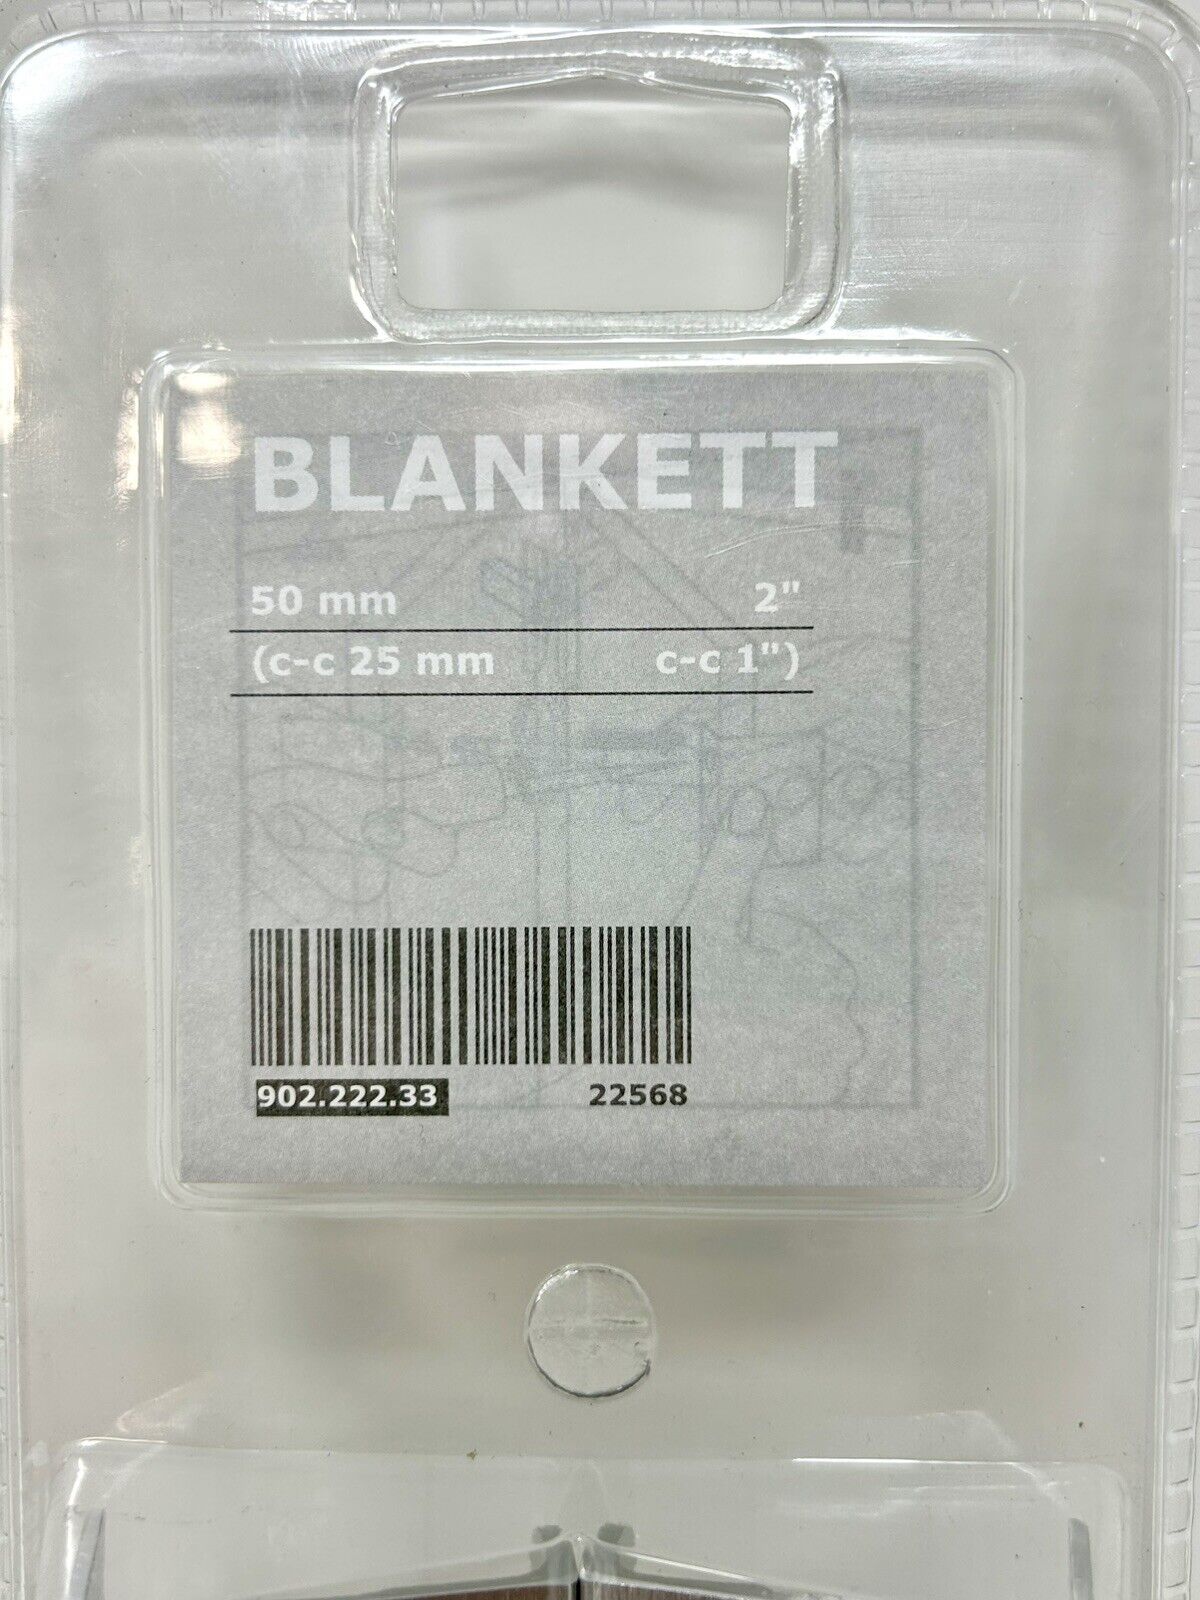 BLANKETT
50 mm 2"
(c-c 25 mm c-c 1")
902.222.33 22568